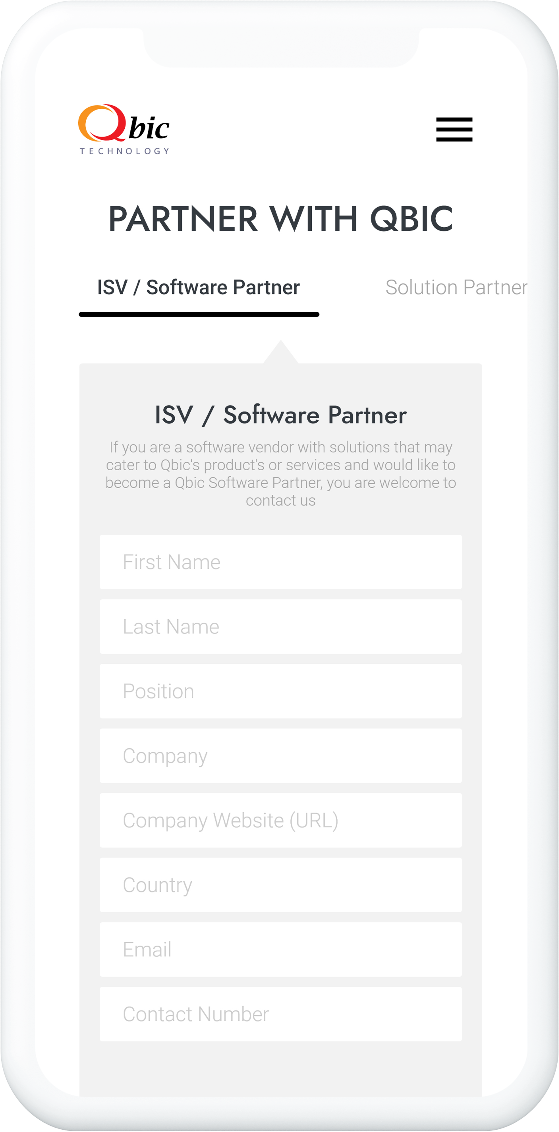 Qbic
TECHNOLOGY
PARTNER WITH QBIC
ISV / Software Partner
Solution Partner
ISV / Software Partner
If you are a software vendor with solutions that may
cater to Qbic's product's or services and would like to
become a Qbic Software Partner, you are welcome to
contact us
First Name
Last Name
Position
Company
Company Website (URL)
Country
Email
Contact Number